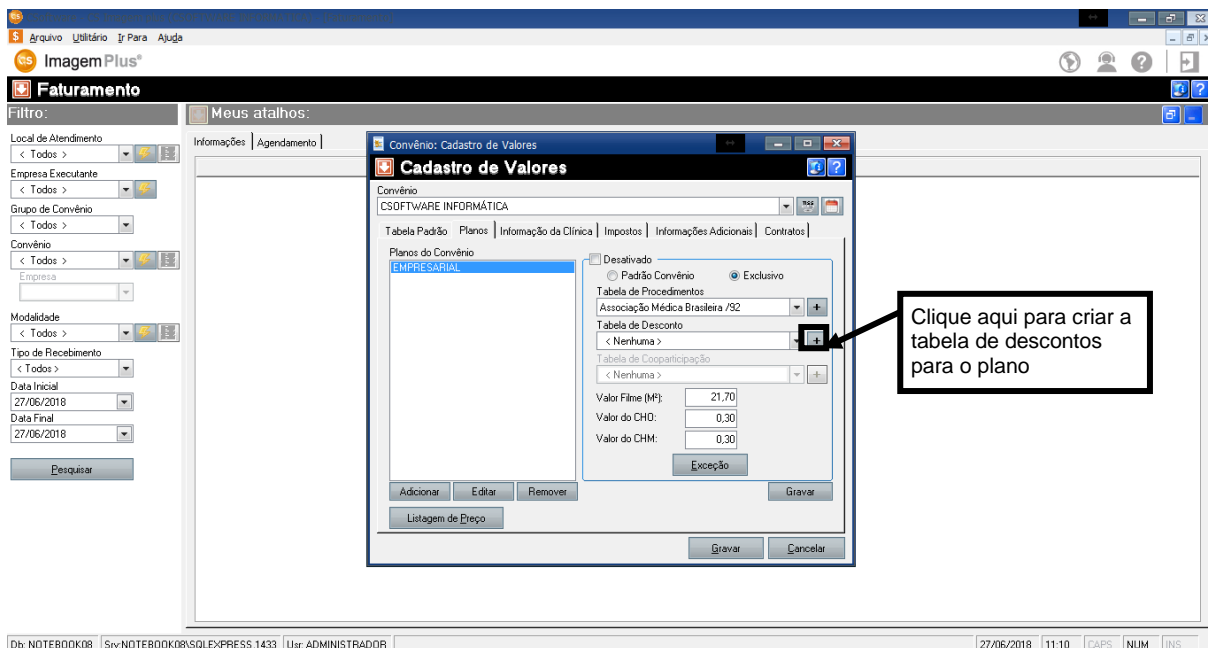 Arquivo Utilitário Ir Para Ajuda
ImagemPlus®
Faturamento
Filtro:
Meus atalhos:
Local de Atendimento
< Todos >
Empresa Executante
< Todos >
Grupo de Convênio
< Todos >
Convênio
< Todos >
Empresa
Modalidade
< Todos >
Tipo de Recebimento
< Todos >
Data Inicial
27/06/2018
Data Final
27/06/2018
Pesquisar
Informações Agendamento
Convênio: Cadastro de Valores
Cadastro de Valores
Convênio
CSOFTWARE INFORMÁTICA
Tabela Padrão Planos Informação da Clínica Impostos Informações Adicionais Contratos
Planos do Convênio
EMPRESARIAL
Desativado
Padrão Convênio Exclusivo
Tabela de Procedimentos
Associação Médica Brasileira /92
Tabela de Desconto
< Nenhuma >
Tabela de Cooparticipação
< Nenhuma >
Valor Filme (M²): 21,70
Valor do CHO: 0,30
Valor do CHM: 0,30
Exceção
Adicionar Editar Remover Gravar
Listagem de Preço
Gravar Cancelar
Clique aqui para criar a
tabela de descontos
para o plano
Db: NOTEBOOK08 Srv:NOTEBOOK08\SQLEXPRESS,1433 Usr: ADMINISTRADOR 27/06/2018 11:10 CAPS NUM INS